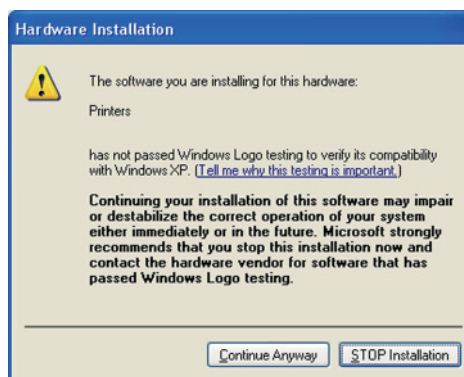 Hardware Installation
The software you are installing for this hardware:
Printers
has not passed Windows Logo testing to verify its compatibility
with Windows XP. (Tell me why this testing is important.)
Continuing your installation of this software may impair
or destabilize the correct operation of your system
either immediately or in the future. Microsoft strongly
recommends that you stop this installation now and
contact the hardware vendor for software that has
passed Windows Logo testing.
Continue Anyway STOP Installation